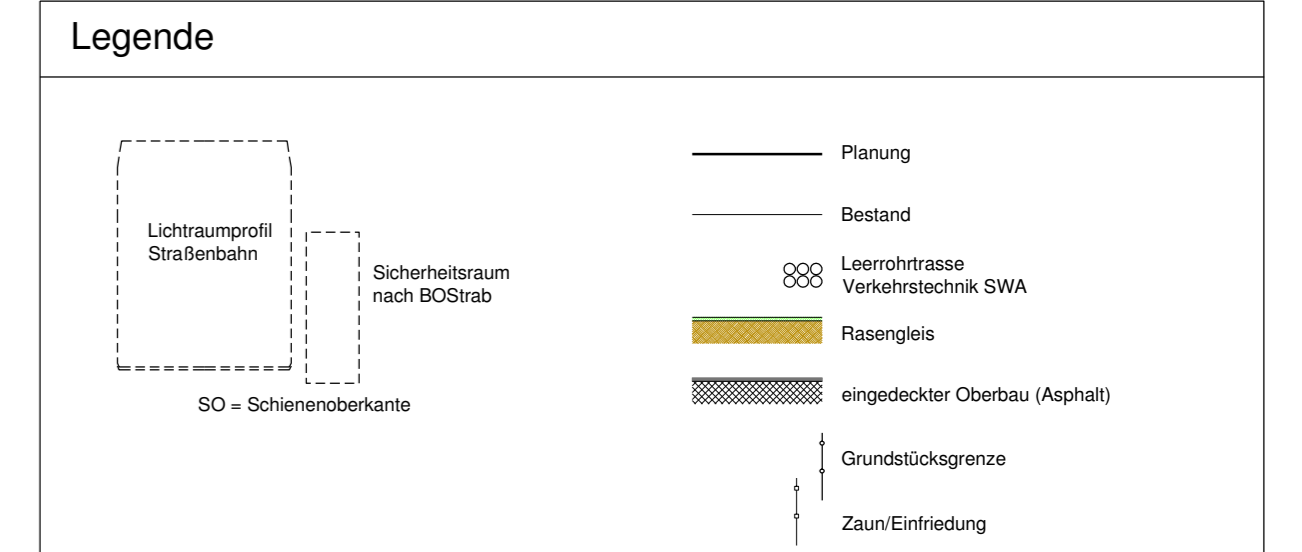 Legende
Lichtraumprofil
Straßenbahn
Sicherheitsraum
nach BOStrab
SO = Schienenoberkante
Planung
Bestand
Leerrohrtrasse
Verkehrstechnik SWA
Rasengleis
eingedeckter Oberbau (Asphalt)
Grundstücksgrenze
Zaun/Einfriedung